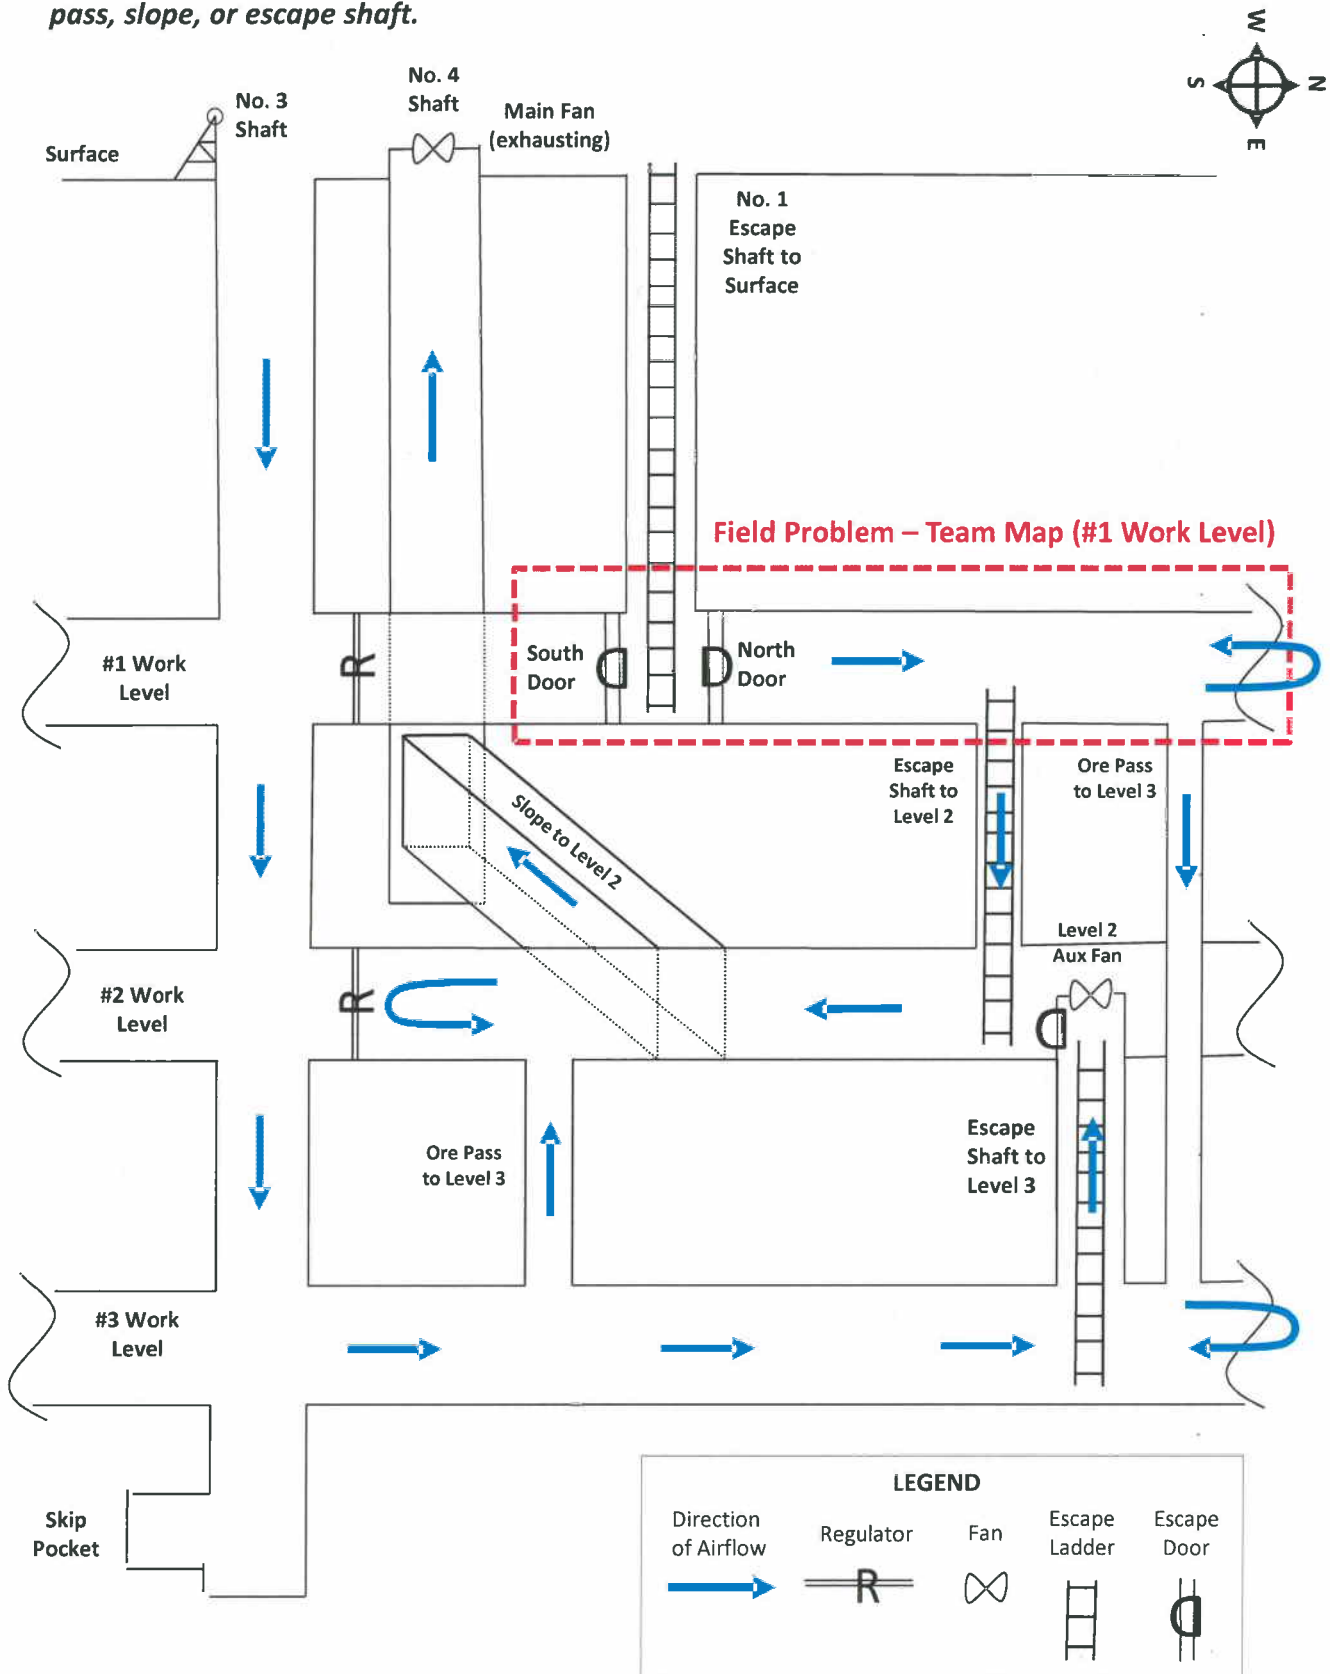 pass, slope, or escape shaft.
W
S
N
E
No. 3
Shaft
No. 4
Shaft
Main Fan
(exhausting)
Surface
No. 1
Escape
Shaft to
Surface
Field Problem – Team Map (#1 Work Level)
#1 Work
Level
R
South
Door
D
D
North
Door
Escape
Shaft to
Level 2
Ore Pass
to Level 3
Slope to Level 2
Level 2
Aux Fan
#2 Work
Level
R
D
Ore Pass
to Level 3
Escape
Shaft to
Level 3
#3 Work
Level
Skip
Pocket
LEGEND
Direction
of Airflow
Regulator
Fan
Escape
Ladder
Escape
Door
R
D